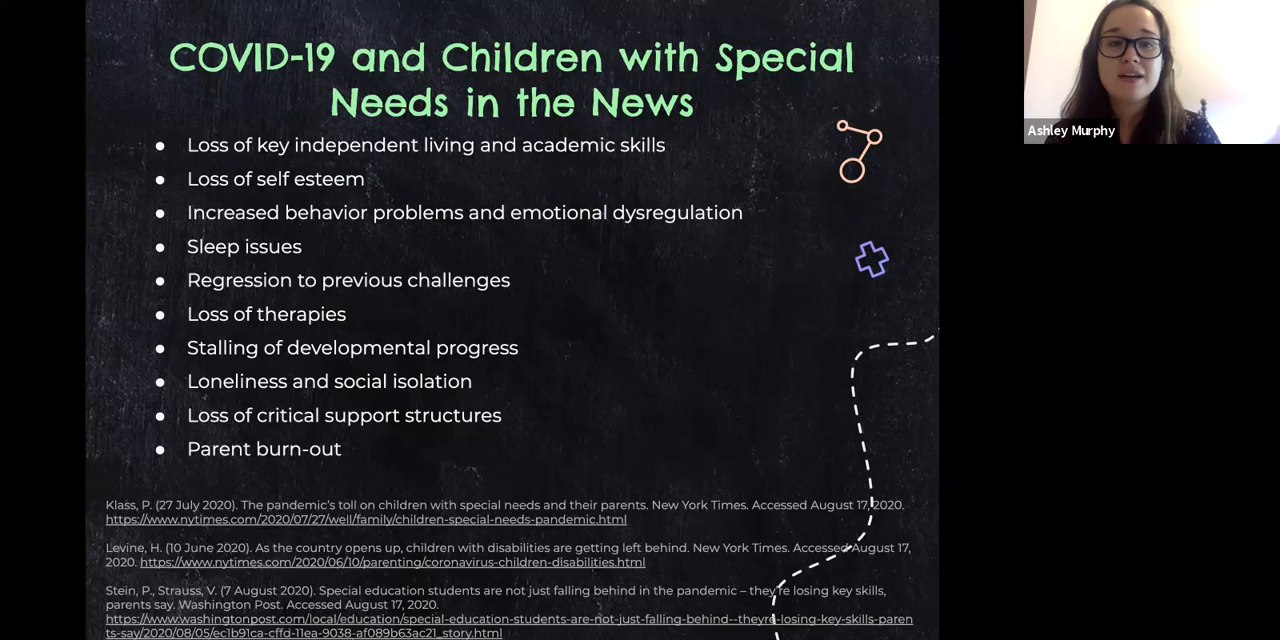 COVID-19 and Children with Special
Needs in the News
● Loss of key independent living and academic skills
● Loss of self esteem
● Increased behavior problems and emotional dysregulation
● Sleep issues
● Regression to previous challenges
● Loss of therapies
● Stalling of developmental progress
● Loneliness and social isolation
● Loss of critical support structures
● Parent burn-out
Klass, P. (27 July 2020). The pandemic's toll on children with special needs and their parents. New York Times. Accessed August 17, 2020.
https://www.nytimes.com/2020/07/27/well/family/children-special-needs-pandemic.html
Levine, H. (10 June 2020). As the country opens up, children with disabilities are getting left behind. New York Times. Accessed August 17,
2020. https://www.nytimes.com/2020/06/10/parenting/coronavirus-children-disabilities.html
Stein, P., Strauss, V. (7 August 2020). Special education students are not just falling behind in the pandemic – they're losing key skills,
parents say. Washington Post. Accessed August 17, 2020.
https://www.washingtonpost.com/local/education/special-education-students-are-not-just-falling-behind--theyre-losing-key-skills-paren
ts-say/2020/08/05/ec1b91ca-cffd-11ea-9038-af089b63ac21_story.html
Ashley Murphy